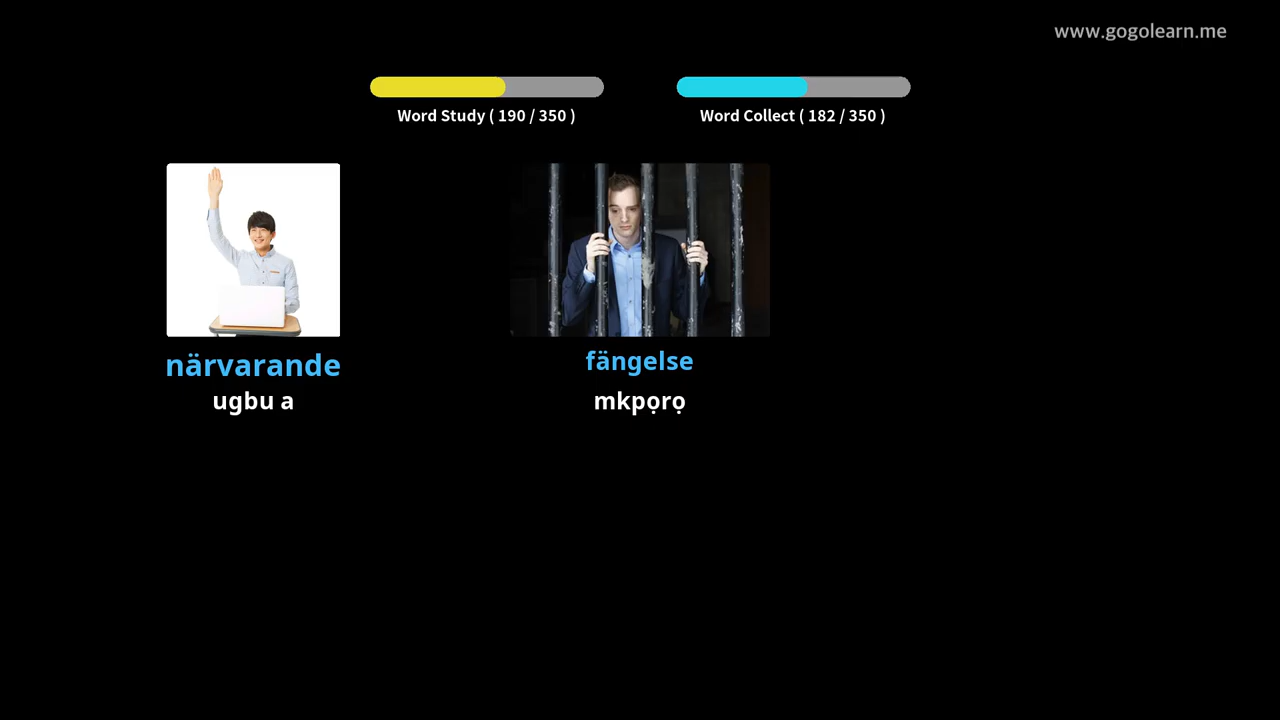 www.gogolearn.me
Word Study ( 190 / 350 )
Word Collect ( 182 / 350 )
närvarande
fängelse
ugbu a
mkpọrọ